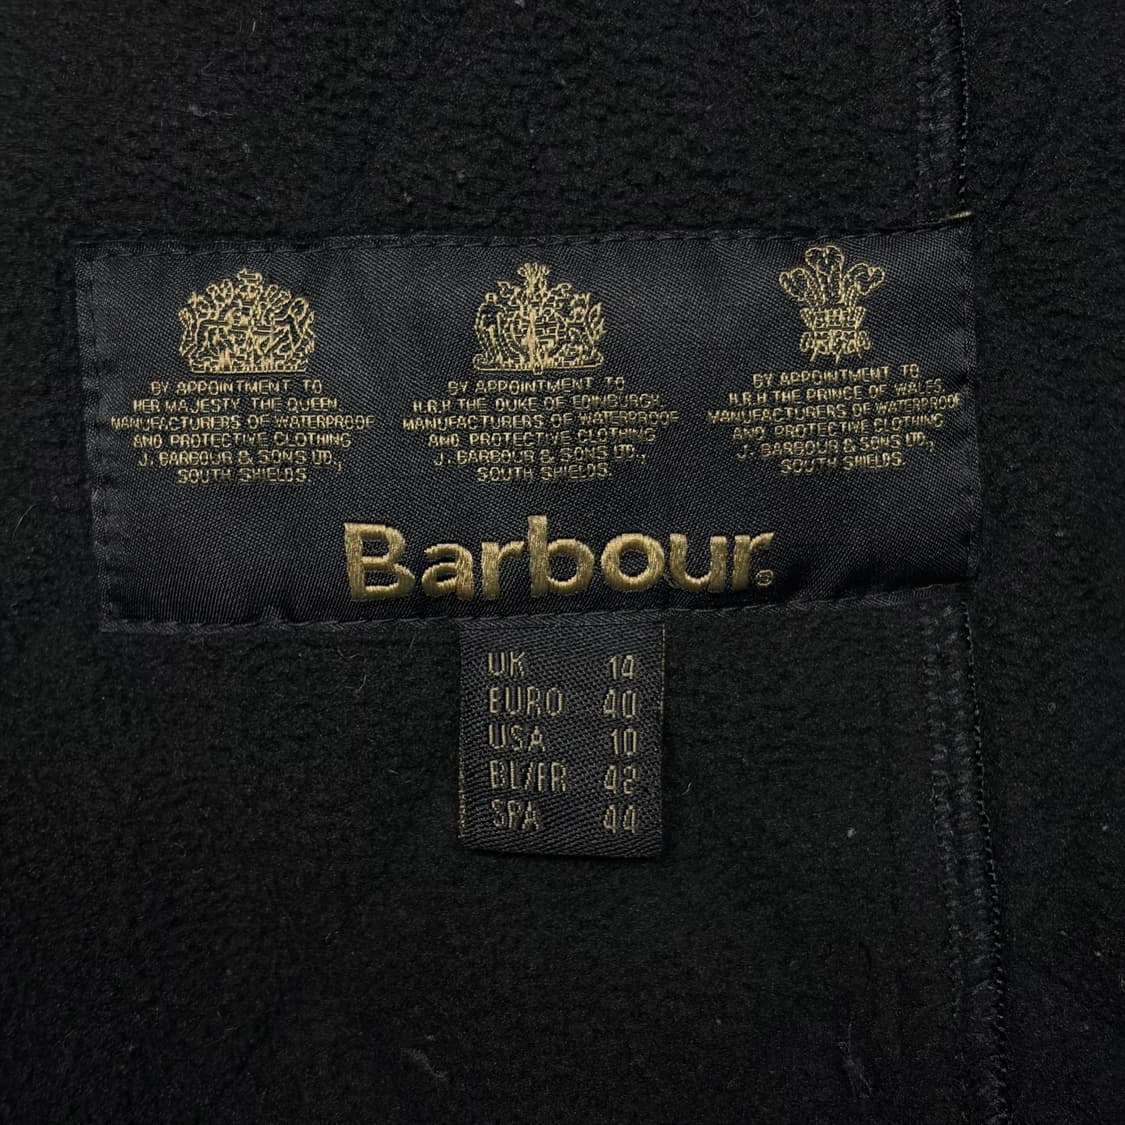 BY APPOINTMENT TO
HER MAJESTY THE QUEEN
MANUFACTURERS OF WATERPROOF
AND PROTECTIVE CLOTHING
J. BARBOUR & SONS LTD.,
SOUTH SHIELDS.
BY APPOINTMENT TO
H.R.H. THE DUKE OF EDINBURGH
MANUFACTURERS OF WATERPROOF
AND PROTECTIVE CLOTHING
J. BARBOUR & SONS LTD.,
SOUTH SHIELDS.
BY APPOINTMENT TO
H.R.H. THE PRINCE OF WALES
MANUFACTURERS OF WATERPROOF
AND PROTECTIVE CLOTHING
J. BARBOUR & SONS LTD.,
SOUTH SHIELDS.
Barbour®
UK 14
EURO 40
USA 10
BL/FR 42
SPA 44